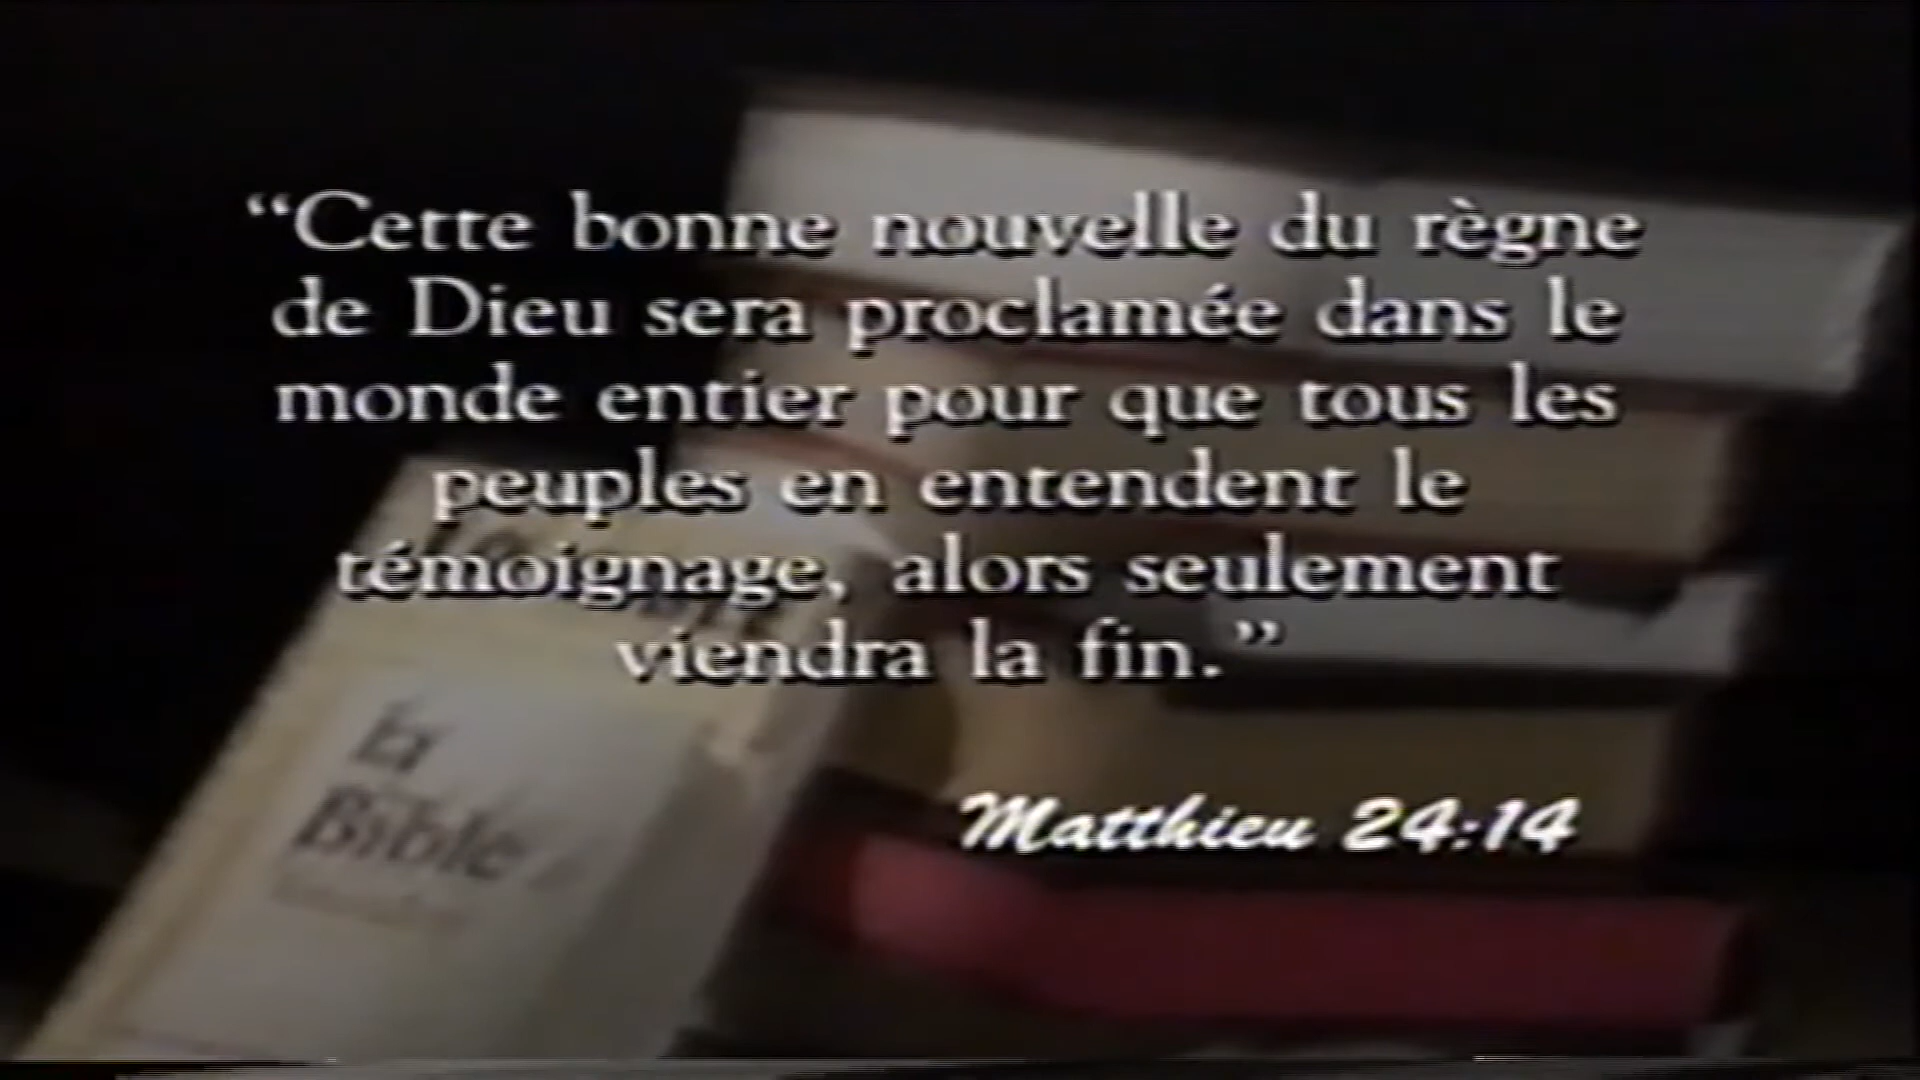 “Cette bonne nouvelle du règne
de Dieu sera proclamée dans le
monde entier pour que tous les
peuples en entendent le
témoignage, alors seulement
viendra la fin.”
Matthieu 24:14
la
Bible